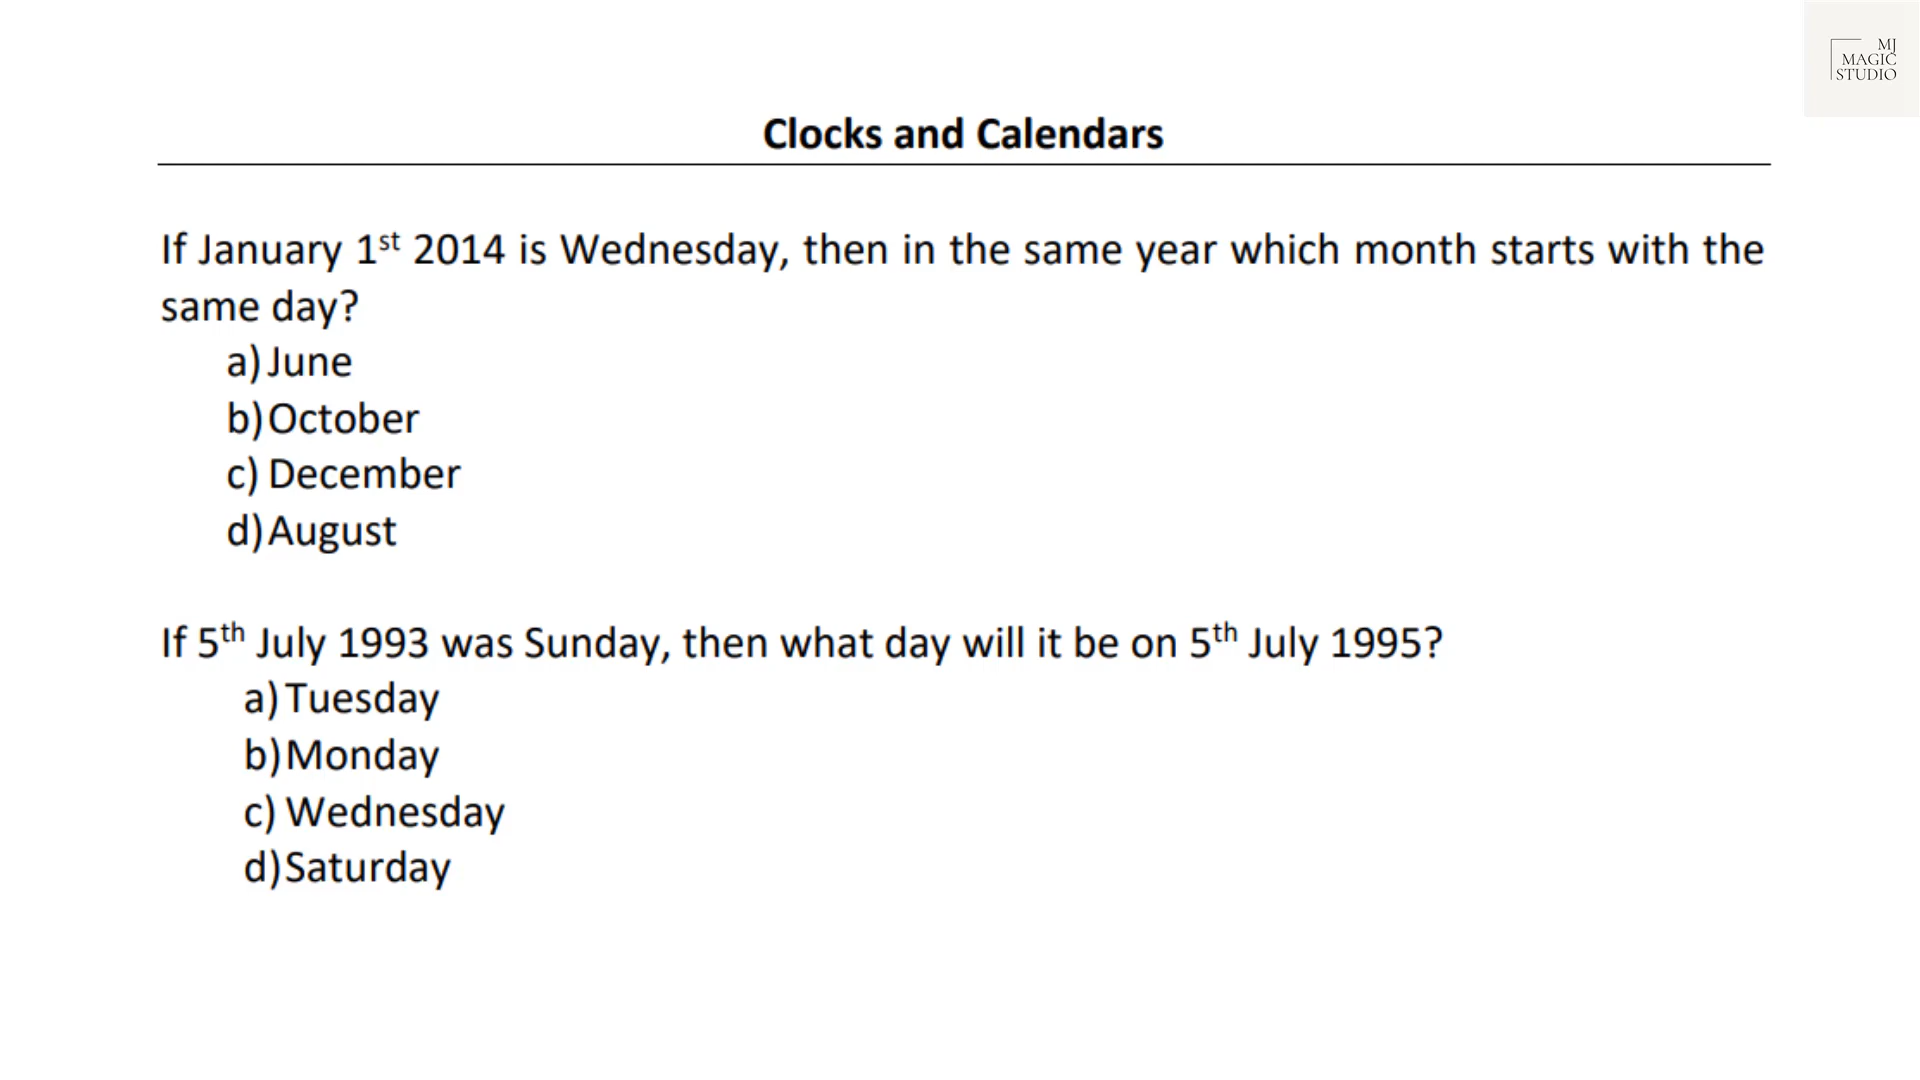 MJ
MAGIC
STUDIO
Clocks and Calendars
If January 1st 2014 is Wednesday, then in the same year which month starts with the
same day?
a) June
b) October
c) December
d) August
If 5th July 1993 was Sunday, then what day will it be on 5th July 1995?
a) Tuesday
b) Monday
c) Wednesday
d) Saturday